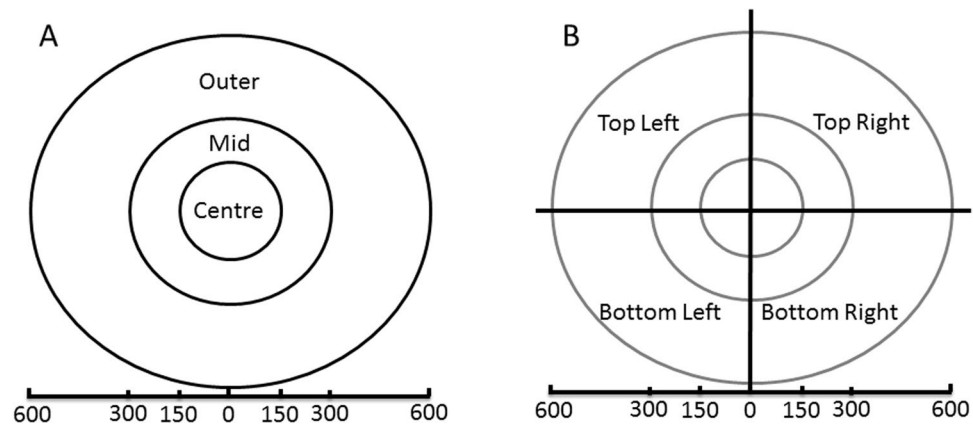 A
Outer
Mid
Centre
600 300 150 0 150 300 600
B
Top Left Top Right
Bottom Left Bottom Right
600 300 150 0 150 300 600